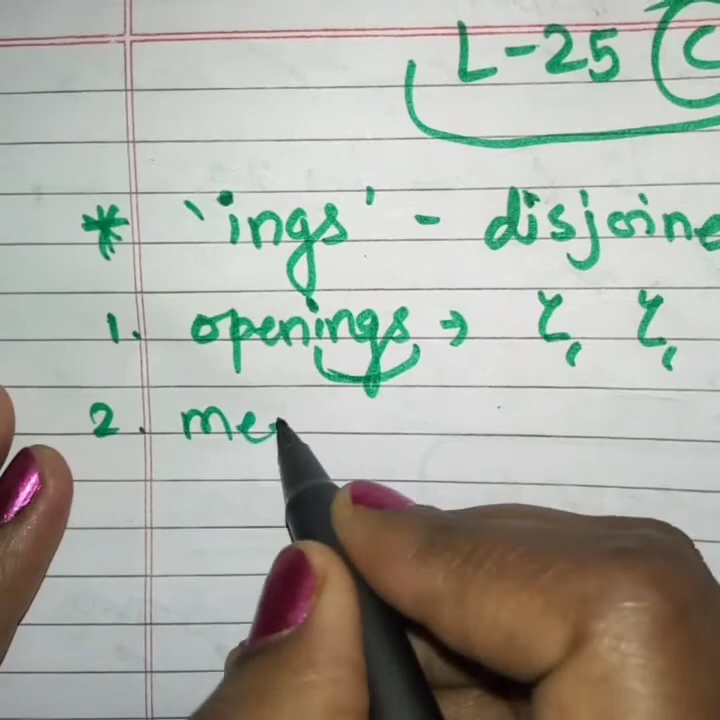 L-25 C
* 'ings' - disjoine
1. openings →
2. me